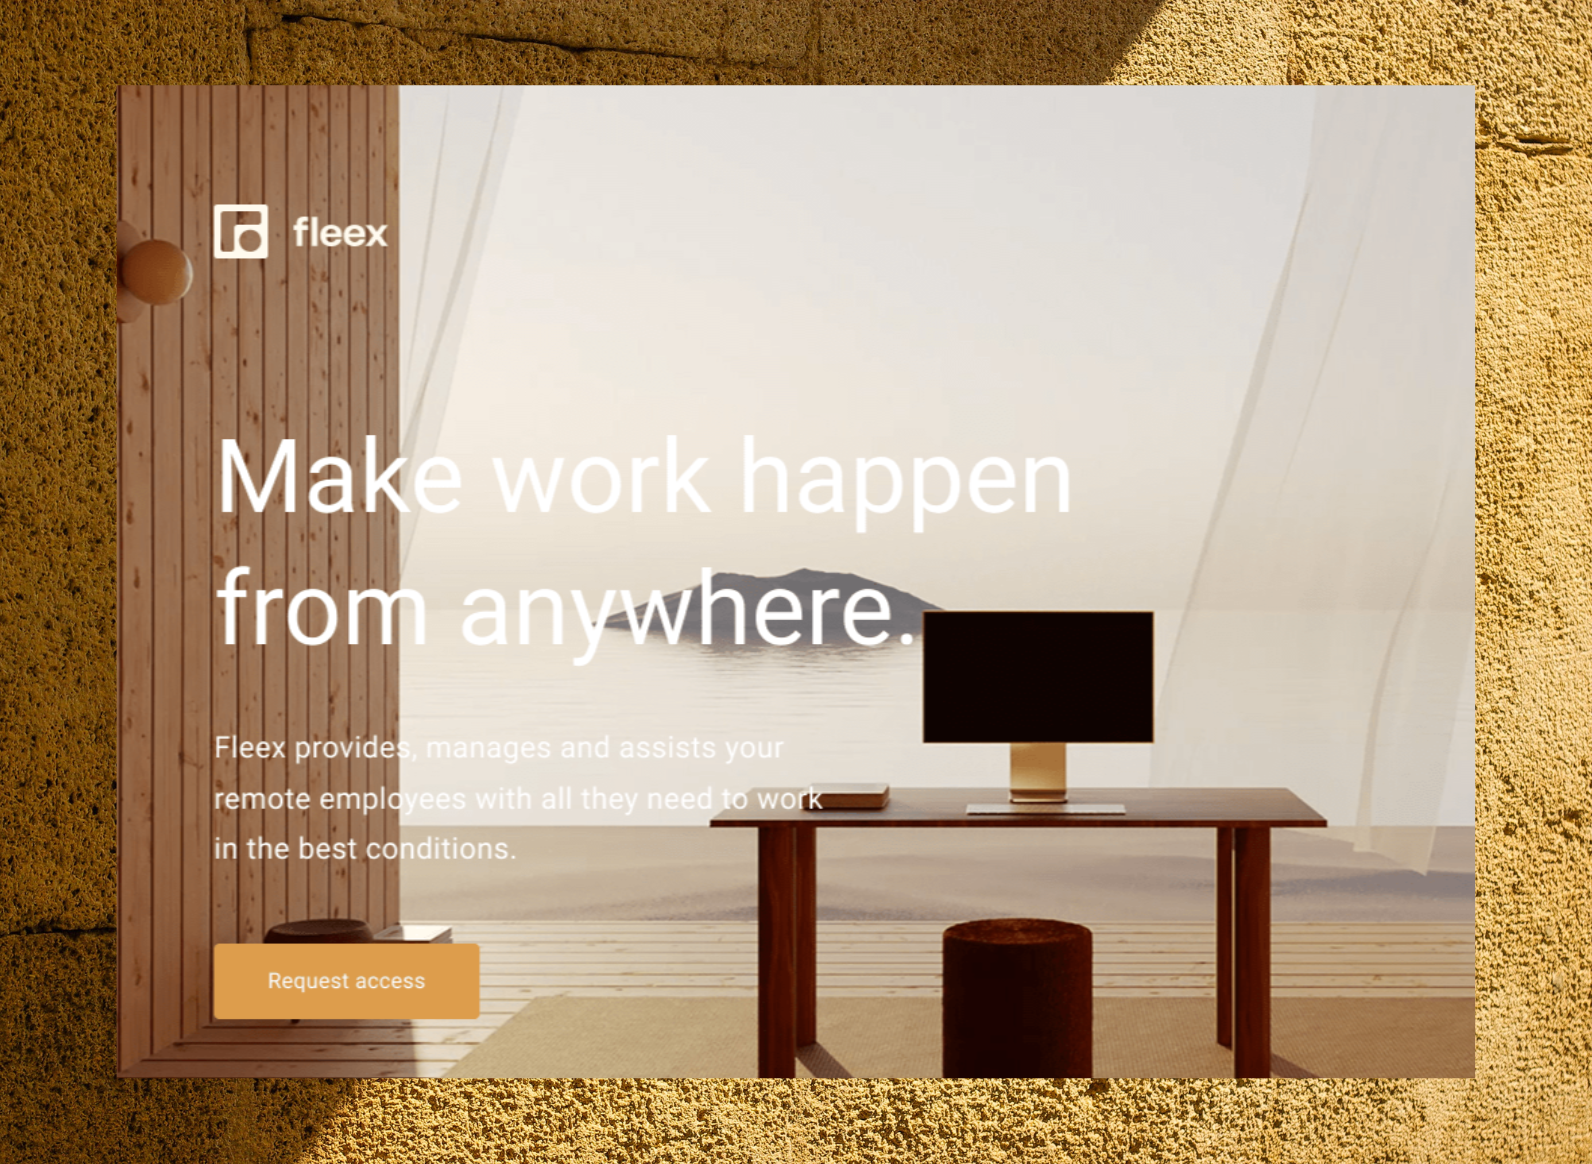 fleex
Make work happen
from anywhere.
Fleex provides, manages and assists your
remote employees with all they need to work
in the best conditions.
Request access